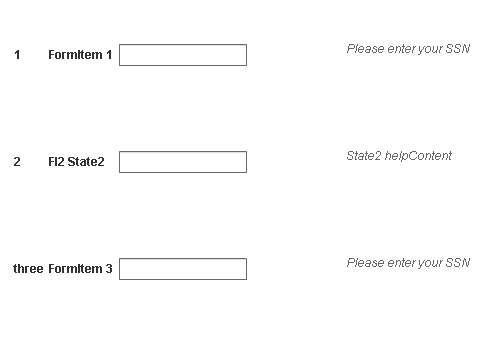 1 FormItem 1 Please enter your SSN
2 FI2 State2 State2 helpContent
three FormItem 3 Please enter your SSN